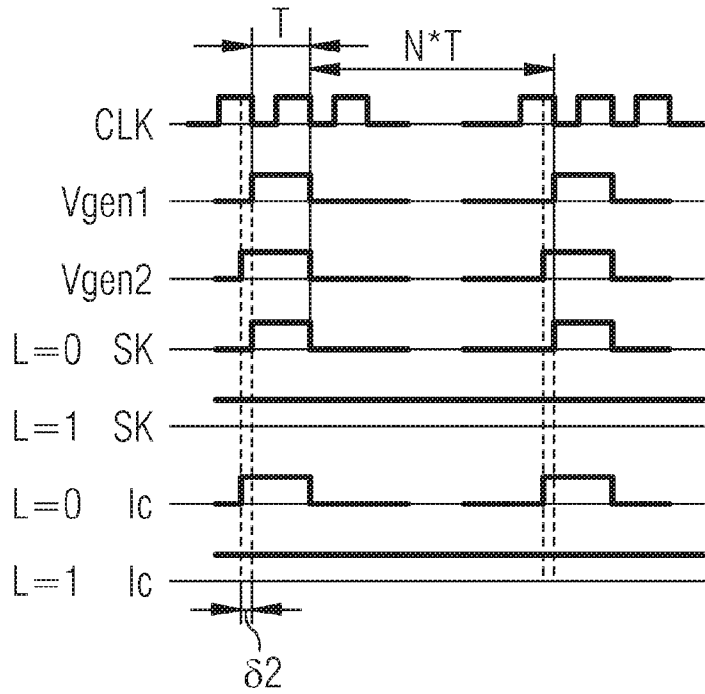 T
N*T
CLK
Vgen1
Vgen2
L=0 SK
L=1 SK
L=0 Ic
L=1 Ic
δ2